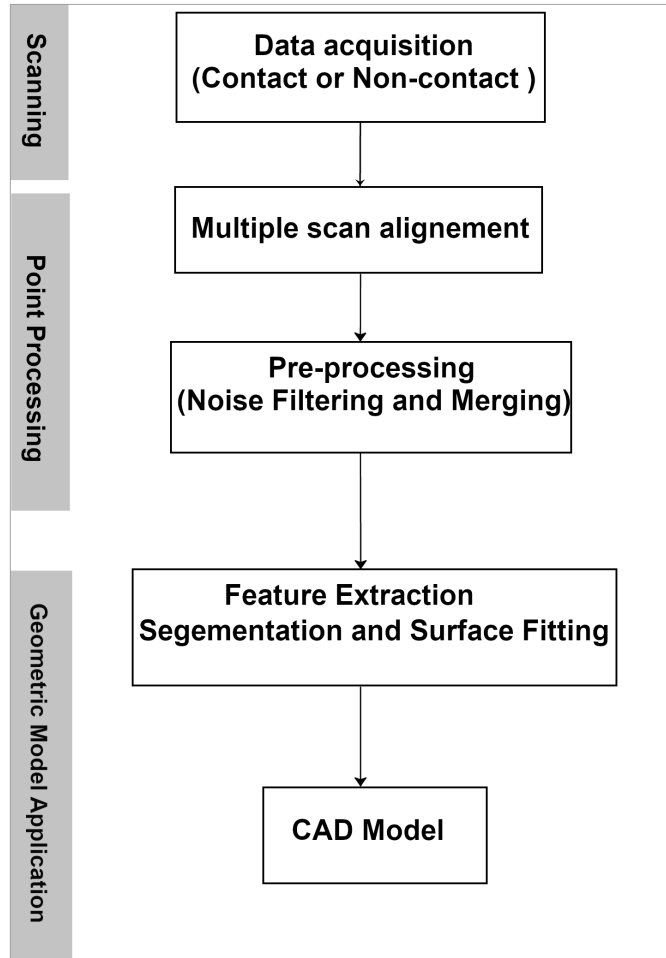 Scanning
Data acquisition
(Contact or Non-contact )
Point Processing
Multiple scan alignement
Pre-processing
(Noise Filtering and Merging)
Geometric Model Application
Feature Extraction
Segementation and Surface Fitting
CAD Model